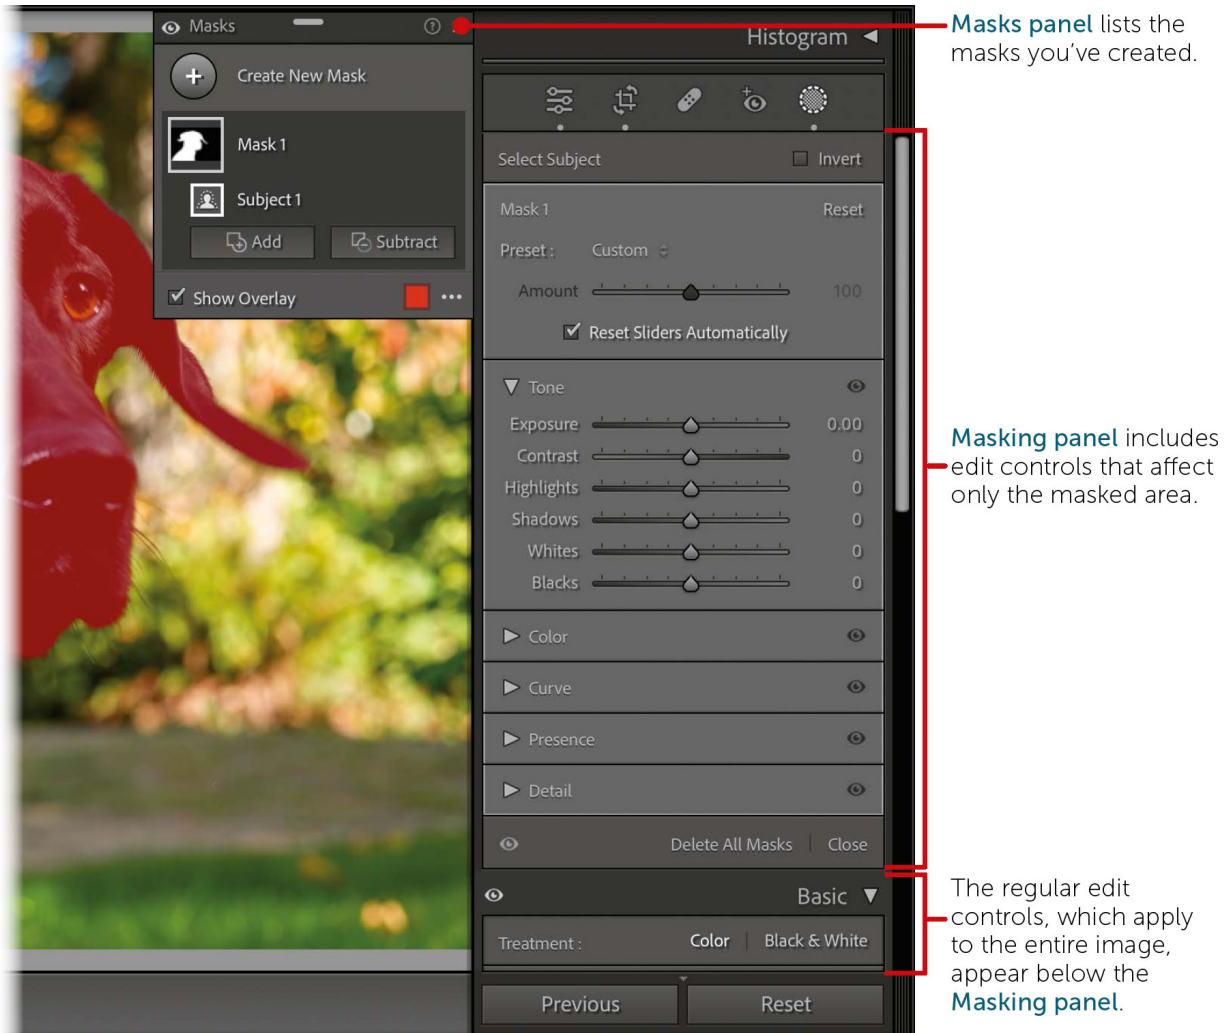 Masks
Create New Mask
Mask 1
Subject 1
Add
Subtract
Show Overlay
Histogram
Select Subject
Invert
Mask 1
Reset
Preset :
Custom
Amount
100
Reset Sliders Automatically
Tone
Exposure
0.00
Contrast
0
Highlights
0
Shadows
0
Whites
0
Blacks
0
Color
Curve
Presence
Detail
Delete All Masks
Close
Basic
Treatment :
Color
Black & White
Previous
Reset
Masks panel lists the
masks you’ve created.
Masking panel includes
edit controls that affect
only the masked area.
The regular edit
controls, which apply
to the entire image,
appear below the
Masking panel.